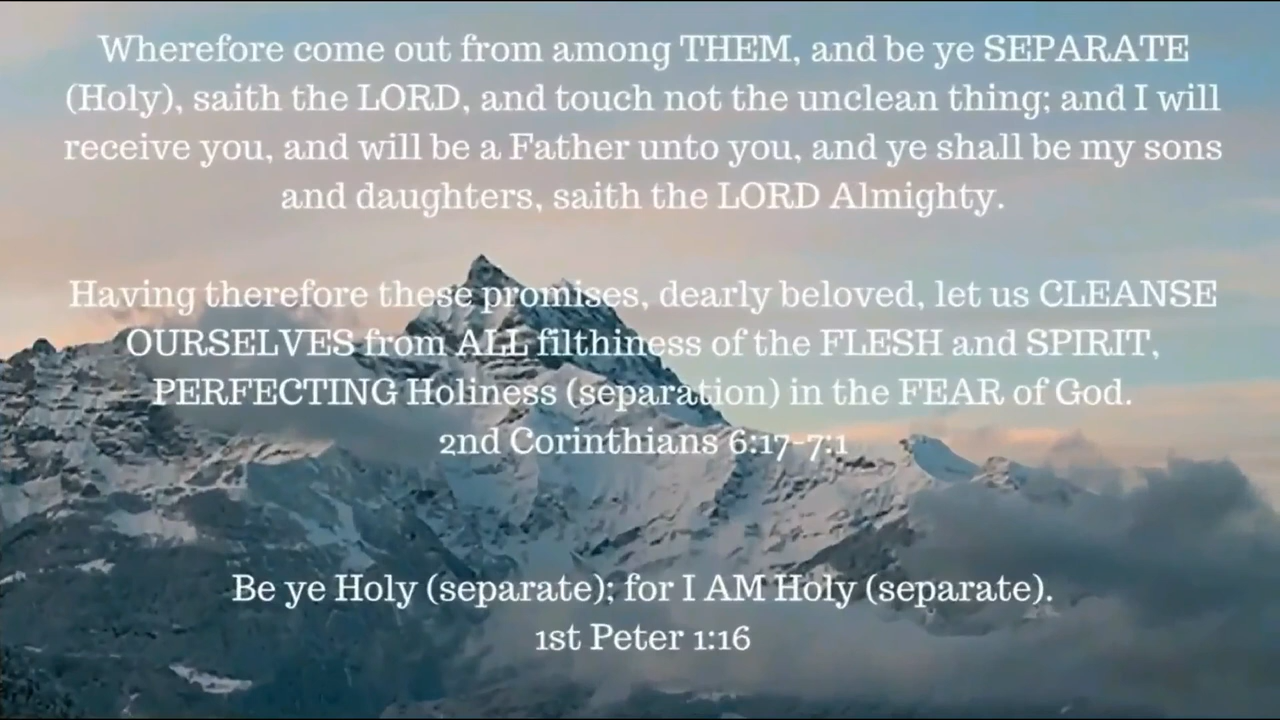 Wherefore come out from among THEM, and be ye SEPARATE
(Holy), saith the LORD, and touch not the unclean thing; and I will
receive you, and will be a Father unto you, and ye shall be my sons
and daughters, saith the LORD Almighty.
Having therefore these promises, dearly beloved, let us CLEANSE
OURSELVES from ALL filthiness of the FLESH and SPIRIT,
PERFECTING Holiness (separation) in the FEAR of God.
2nd Corinthians 6:17-7:1
Be ye Holy (separate); for I AM Holy (separate).
1st Peter 1:16